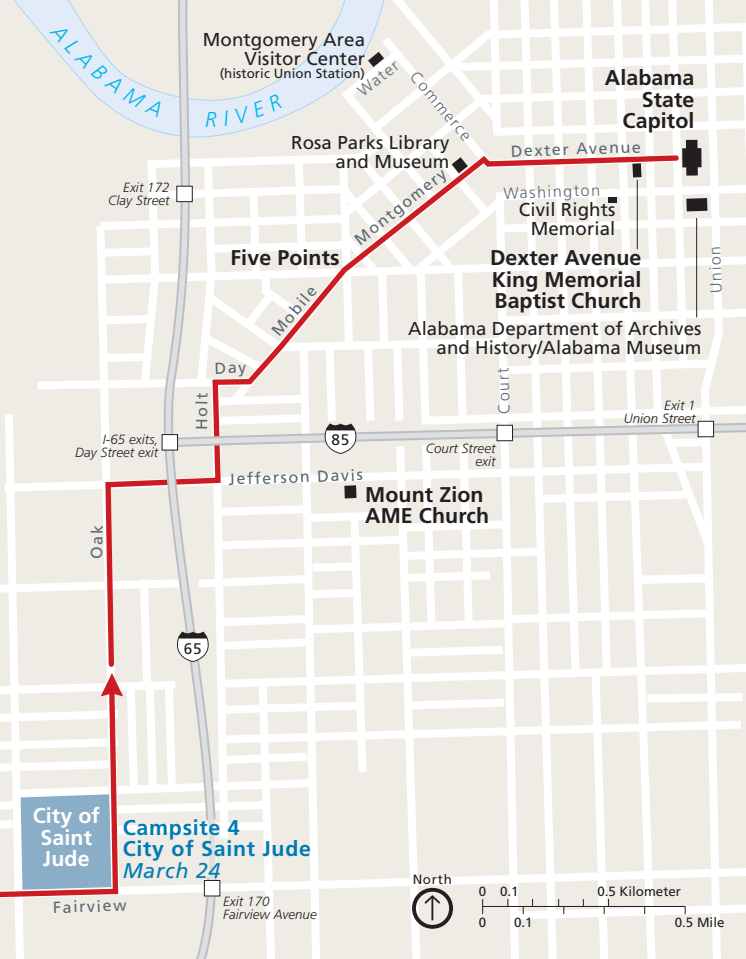 ALABAMA
RIVER
Montgomery Area
Visitor Center
(historic Union Station)
Water
Commerce
Alabama
State
Capitol
Rosa Parks Library
and Museum
Dexter Avenue
Exit 172
Clay Street
Montgomery
Washington
Civil Rights
Memorial
Five Points
Dexter Avenue
King Memorial
Baptist Church
Union
Mobile
Alabama Department of Archives
and History/Alabama Museum
Day
Holt
Court
Exit 1
Union Street
I-65 exits,
Day Street exit
85
Court Street
exit
Jefferson Davis
Mount Zion
AME Church
Oak
65
City of
Saint
Jude
Campsite 4
City of Saint Jude
March 24
Fairview
Exit 170
Fairview Avenue
North
0 0.1 0.5 Kilometer
0 0.1 0.5 Mile